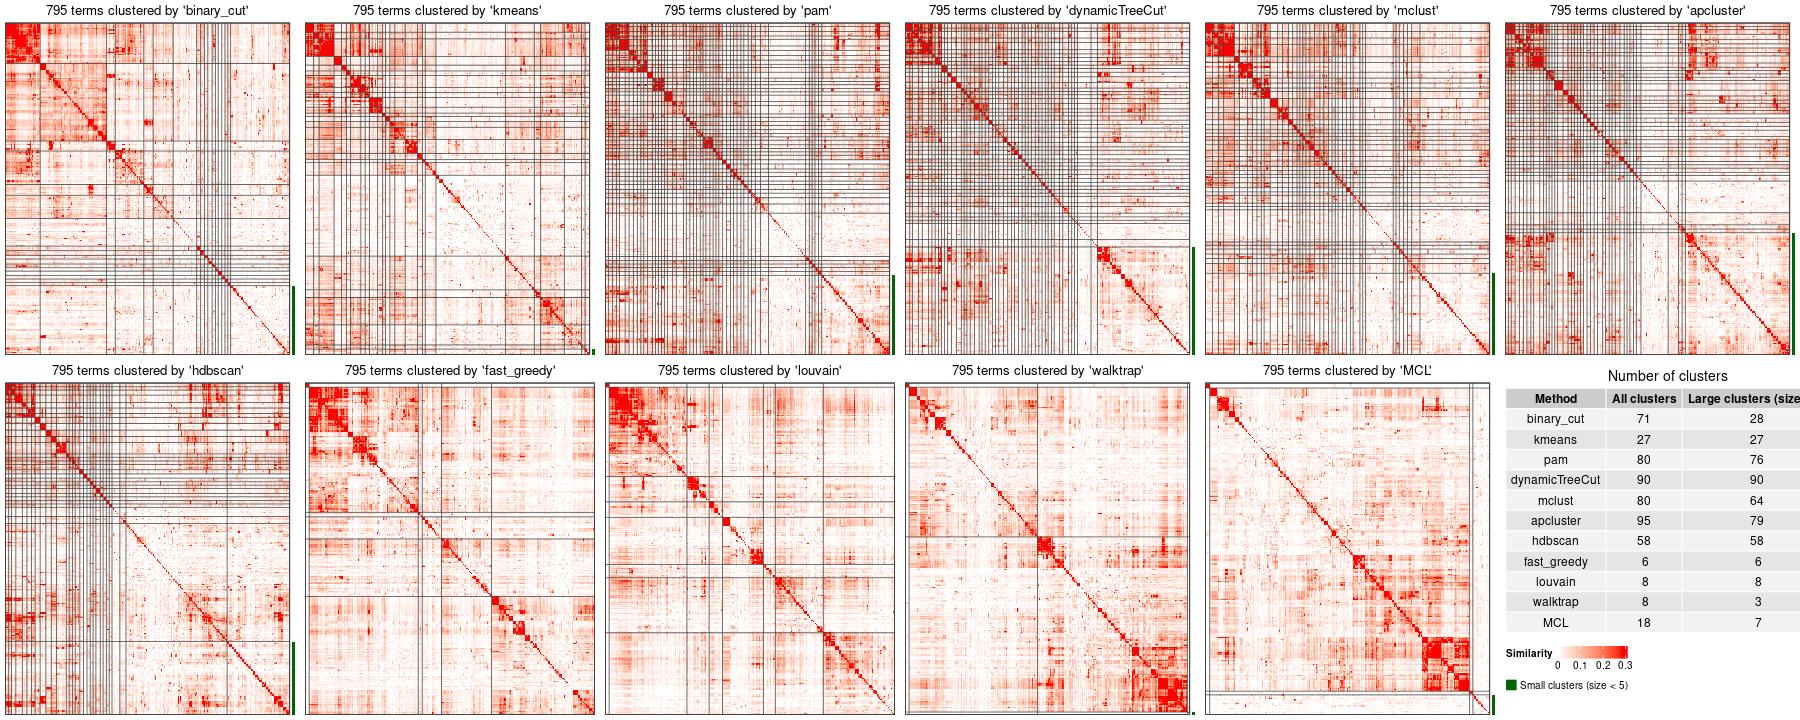 795 terms clustered by 'binary_cut'
795 terms clustered by 'kmeans'
795 terms clustered by 'pam'
795 terms clustered by 'dynamicTreeCut'
795 terms clustered by 'mclust'
795 terms clustered by 'apcluster'
795 terms clustered by 'hdbscan'
795 terms clustered by 'fast_greedy'
795 terms clustered by 'louvain'
795 terms clustered by 'walktrap'
795 terms clustered by 'MCL'
Number of clusters
Method All clusters Large clusters (size
binary_cut 71 28
kmeans 27 27
pam 80 76
dynamicTreeCut 90 90
mclust 80 64
apcluster 95 79
hdbscan 58 58
fast_greedy 6 6
louvain 8 8
walktrap 8 3
MCL 18 7
Similarity
0 0.1 0.2 0.3
Small clusters (size < 5)